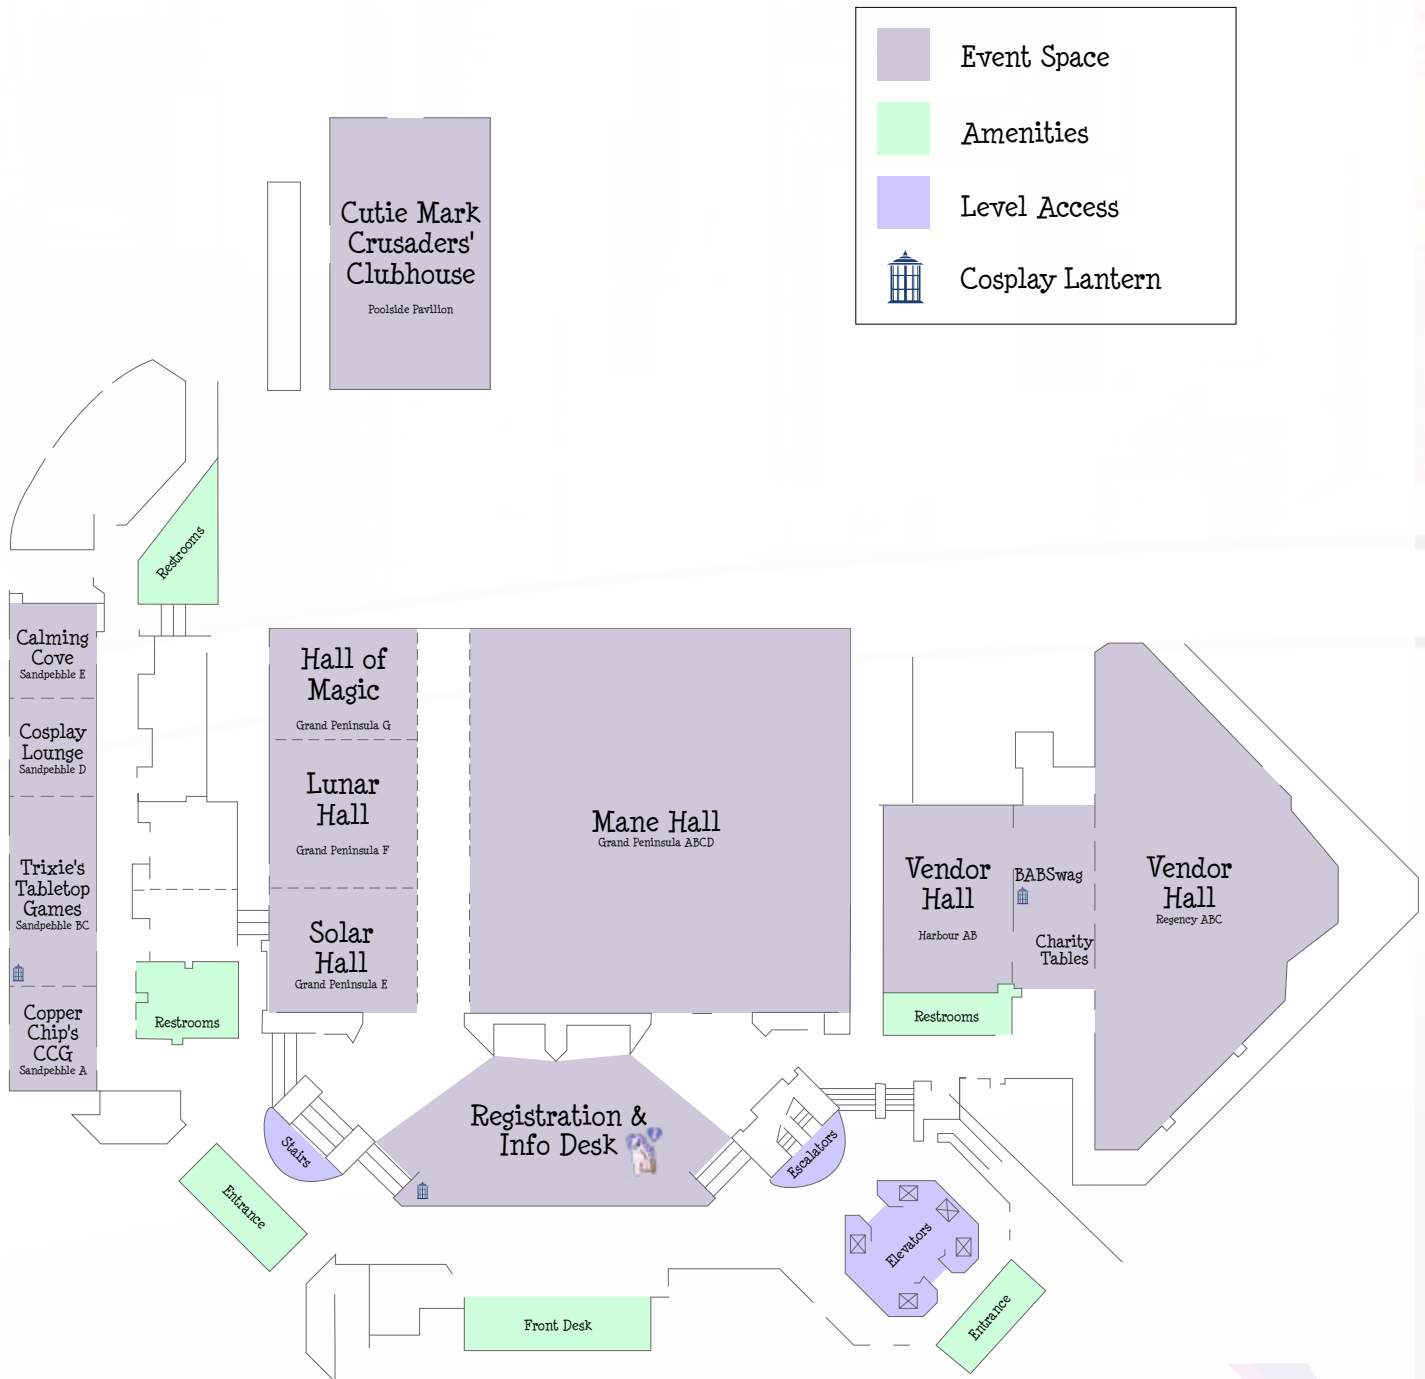 Event Space
Amenities
Level Access
Cosplay Lantern
Cutie Mark
Crusaders'
Clubhouse
Poolside Pavilion
Restrooms
Calming
Cove
Sandpebble E
Cosplay
Lounge
Sandpebble D
Trixie's
Tabletop
Games
Sandpebble BC
Copper
Chip's
CCG
Sandpebble A
Restrooms
Hall of
Magic
Grand Peninsula G
Lunar
Hall
Grand Peninsula F
Solar
Hall
Grand Peninsula E
Mane Hall
Grand Peninsula ABCD
Vendor
Hall
Harbour AB
BABSwag
Charity
Tables
Vendor
Hall
Regency ABC
Restrooms
Registration &
Info Desk
Stairs
Escalators
Entrance
Elevators
Front Desk
Entrance